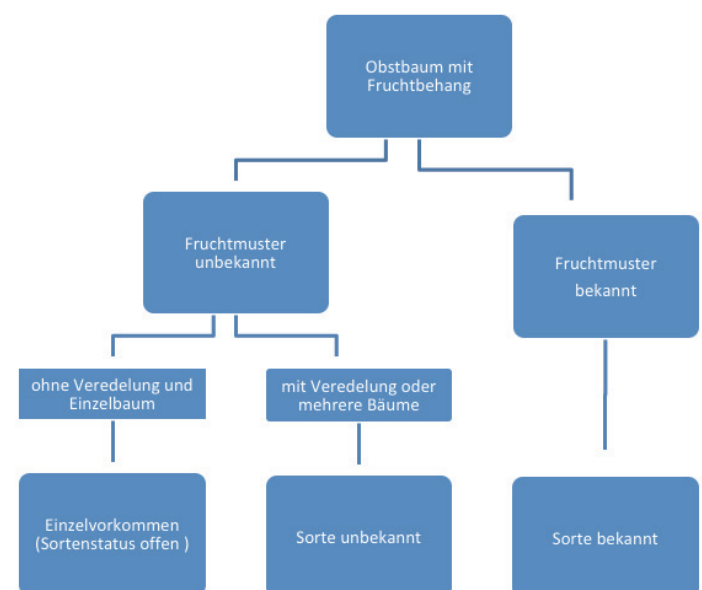 Obstbaum mit
Fruchtbehang
Fruchtmuster
unbekannt
Fruchtmuster
bekannt
ohne Veredelung und
Einzelbaum
mit Veredelung oder
mehrere Bäume
Einzelvorkommen
(Sortenstatus offen )
Sorte unbekannt
Sorte bekannt